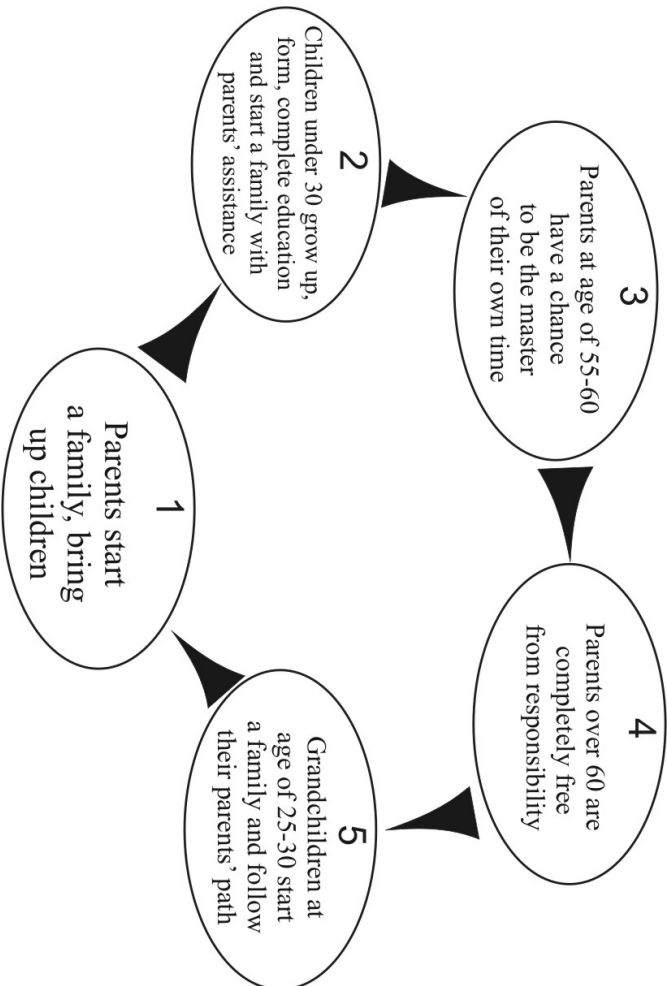 1
Parents start
a family, bring
up children
2
Children under 30 grow up,
form, complete education
and start a family with
parents’ assistance
3
Parents at age of 55-60
have a chance
to be the master
of their own time
4
Parents over 60 are
completely free
from responsibility
5
Grandchildren at
age of 25-30 start
a family and follow
their parents’ path